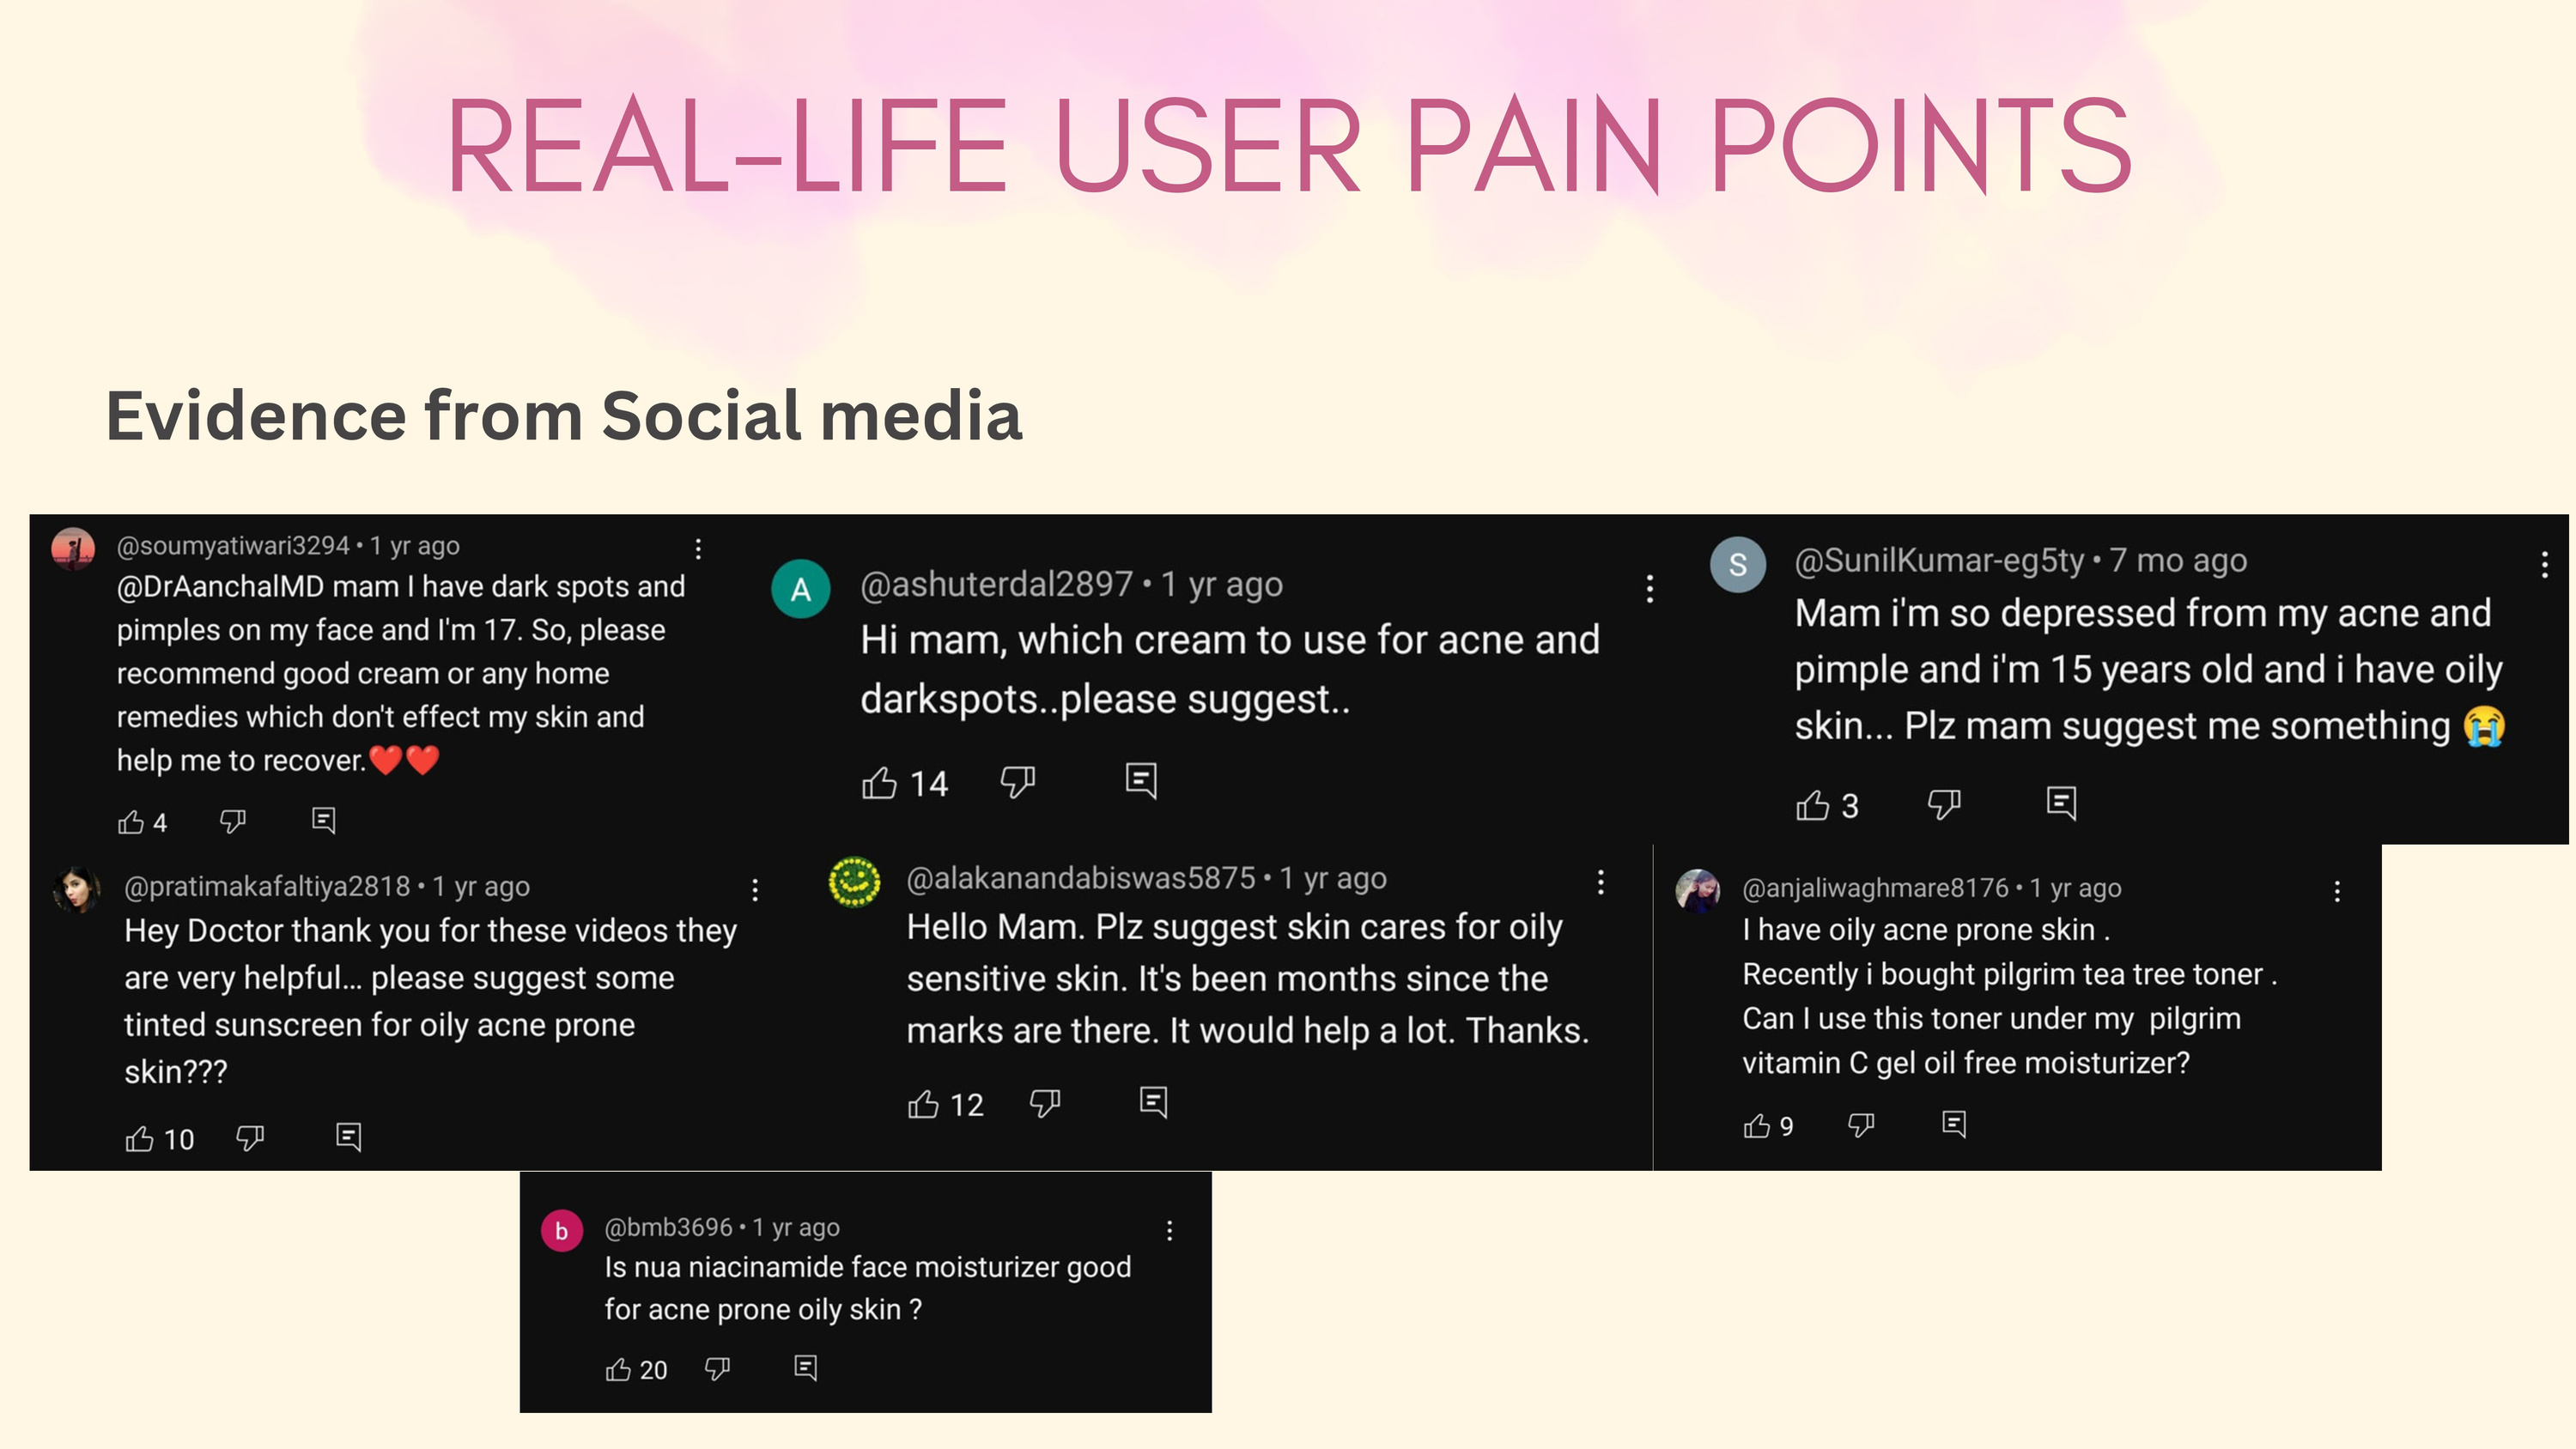 REAL-LIFE USER PAIN POINTS
Evidence from Social media
@soumyatiwari3294 • 1 yr ago
@DrAanchalMD mam I have dark spots and
pimples on my face and I'm 17. So, please
recommend good cream or any home
remedies which don't effect my skin and
help me to recover.❤️❤️
4
A
@ashuterdal2897 • 1 yr ago
Hi mam, which cream to use for acne and
darkspots..please suggest..
14
S
@SunilKumar-eg5ty • 7 mo ago
Mam i'm so depressed from my acne and
pimple and i'm 15 years old and i have oily
skin... Plz mam suggest me something 😭
3
@pratimakafaltiya2818 • 1 yr ago
Hey Doctor thank you for these videos they
are very helpful... please suggest some
tinted sunscreen for oily acne prone
skin???
10
@alakanandabiswas5875 • 1 yr ago
Hello Mam. Plz suggest skin cares for oily
sensitive skin. It's been months since the
marks are there. It would help a lot. Thanks.
12
@anjaliwaghmare8176 • 1 yr ago
I have oily acne prone skin .
Recently i bought pilgrim tea tree toner .
Can I use this toner under my pilgrim
vitamin C gel oil free moisturizer?
9
b
@bmb3696 • 1 yr ago
Is nua niacinamide face moisturizer good
for acne prone oily skin ?
20